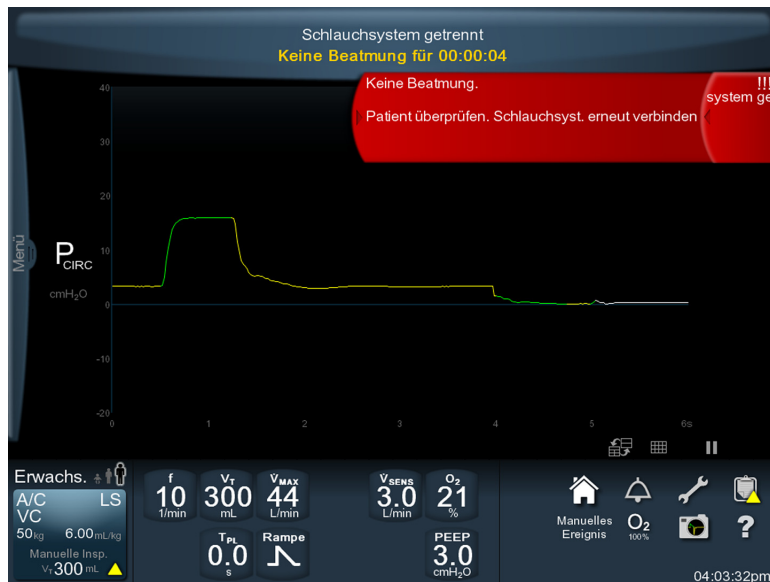 Schlauchsystem getrennt
Keine Beatmung für 00:00:04
Keine Beatmung.
!!!
system ge
Patient überprüfen. Schlauchsyst. erneut verbinden
40
30
20
10
0
-10
-20
Menü
PCIRC
cmH2O
0 1 2 3 4 5 6s
Erwachs.
A/C LS
VC
50kg 6.00mL/kg
Manuelle Insp.
VT300 mL
f
10
1/min
VT
300
mL
V̇MAX
44
L/min
V̇SENS
3.0
L/min
O2
21
%
TPL
0.0
s
Rampe
PEEP
3.0
cmH2O
Manuelles
Ereignis
O2
100%
?
04:03:32pm